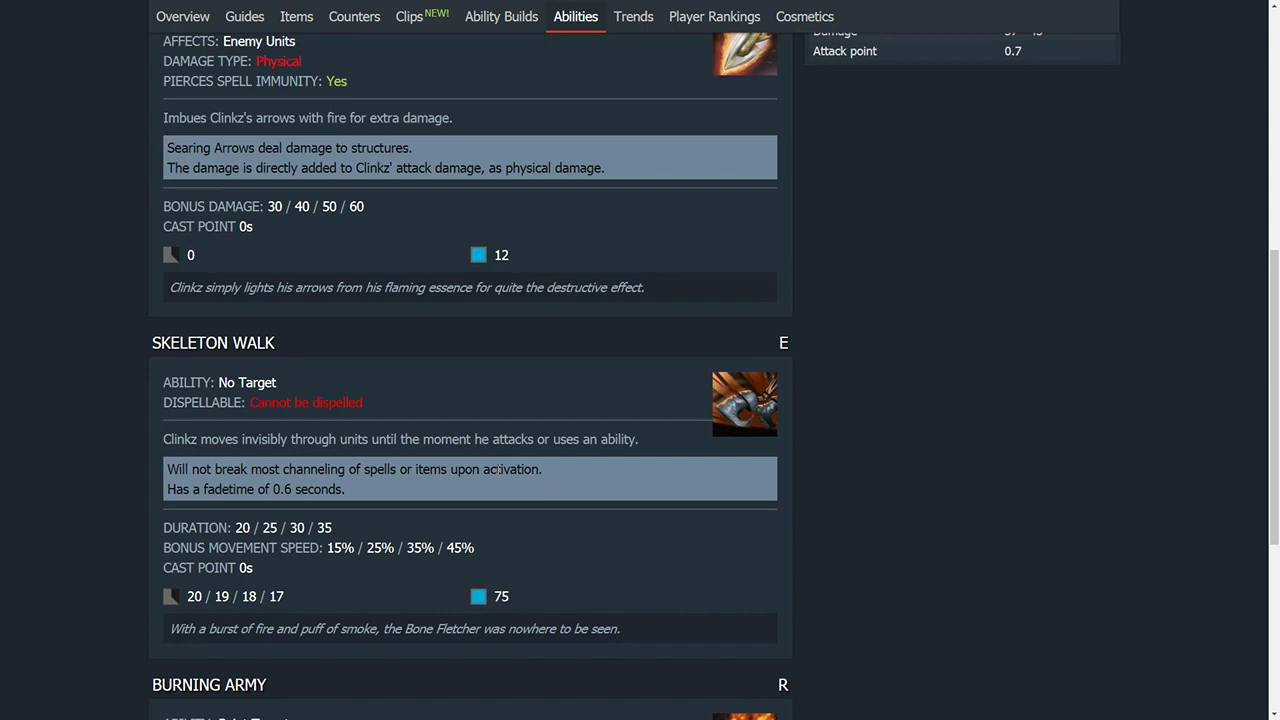 Overview Guides Items Counters Clips NEW! Ability Builds Abilities Trends Player Rankings Cosmetics
AFFECTS: Enemy Units
Attack point 0.7
DAMAGE TYPE: Physical
PIERCES SPELL IMMUNITY: Yes
Imbues Clinkz's arrows with fire for extra damage.
Searing Arrows deal damage to structures.
The damage is directly added to Clinkz' attack damage, as physical damage.
BONUS DAMAGE: 30 / 40 / 50 / 60
CAST POINT 0s
0 12
Clinkz simply lights his arrows from his flaming essence for quite the destructive effect.
SKELETON WALK E
ABILITY: No Target
DISPELLABLE: Cannot be dispelled
Clinkz moves invisibly through units until the moment he attacks or uses an ability.
Will not break most channeling of spells or items upon activation.
Has a fadetime of 0.6 seconds.
DURATION: 20 / 25 / 30 / 35
BONUS MOVEMENT SPEED: 15% / 25% / 35% / 45%
CAST POINT 0s
20 / 19 / 18 / 17 75
With a burst of fire and puff of smoke, the Bone Fletcher was nowhere to be seen.
BURNING ARMY R